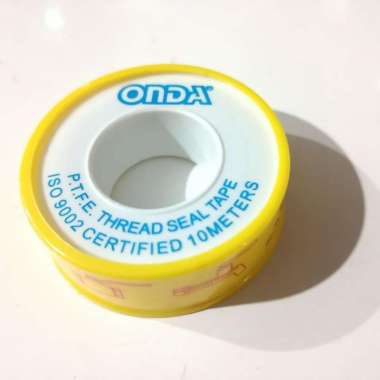 ONDA
P.T.F.E. THREAD SEAL TAPE
ISO 9002 CERTIFIED 10METERS